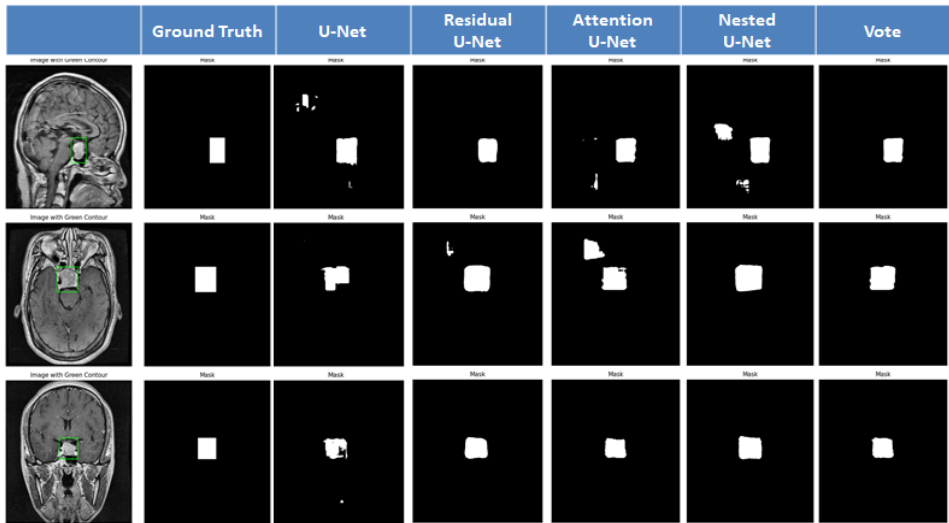 Ground Truth
U-Net
Residual
U-Net
Attention
U-Net
Nested
U-Net
Vote
Image with Green Contour
Mask
Mask
Mask
Mask
Mask
Mask
Image with Green Contour
Mask
Mask
Mask
Mask
Mask
Mask
Image with Green Contour
Mask
Mask
Mask
Mask
Mask
Mask